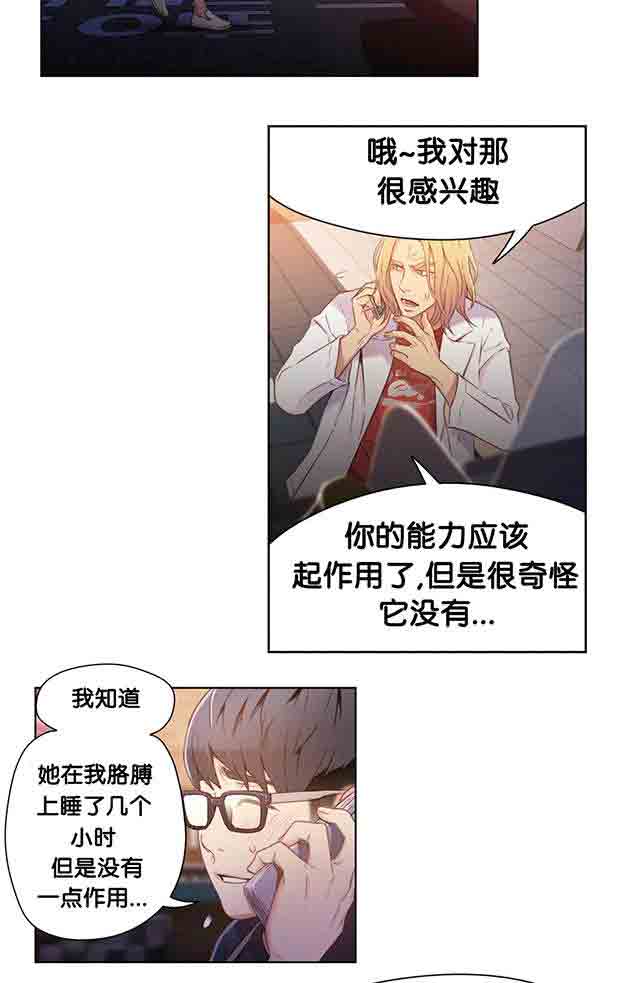 哦~我对那
很感兴趣
你的能力应该
起作用了,但是很奇怪
它没有...
我知道
她在我胳膊
上睡了几个
小时
但是没有
一点作用...